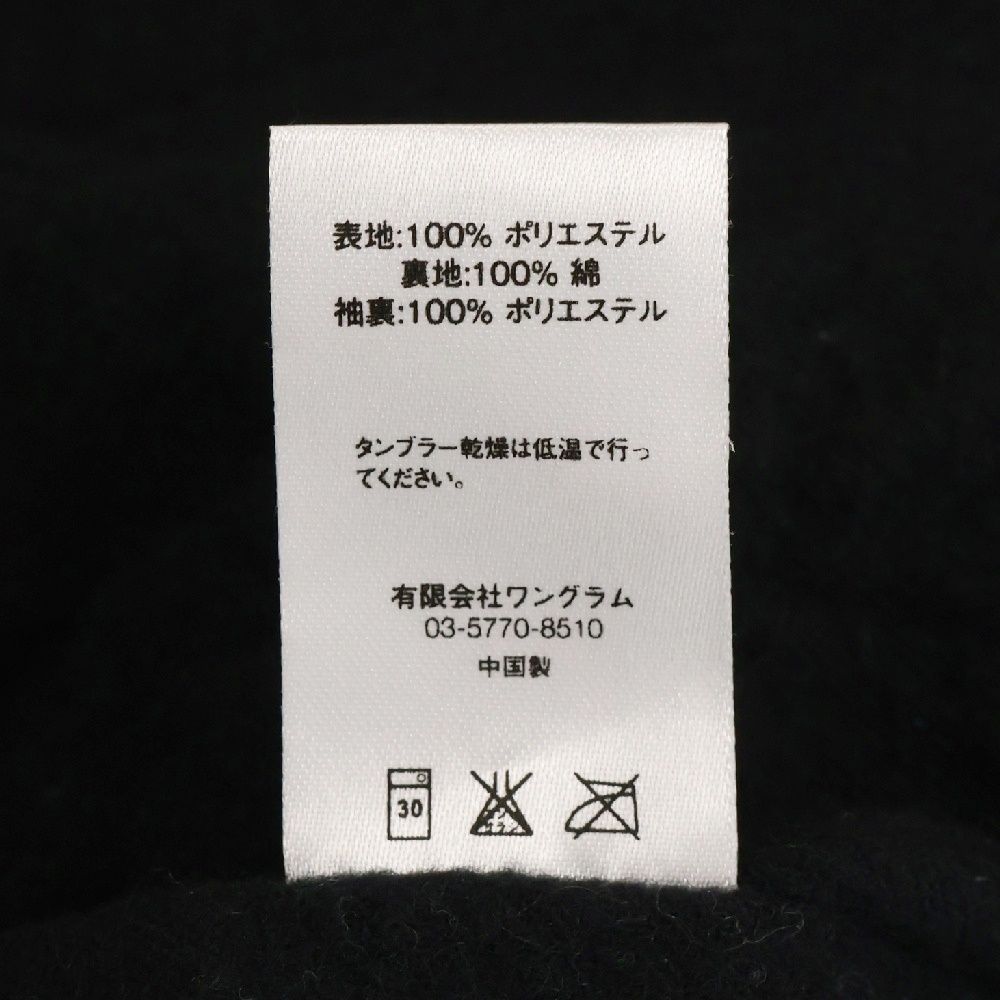 表地:100% ポリエステル
裏地:100% 綿
袖裏:100% ポリエステル
タンブラー乾燥は低温で行っ
てください。
有限会社ワングラム
03-5770-8510
中国製
30